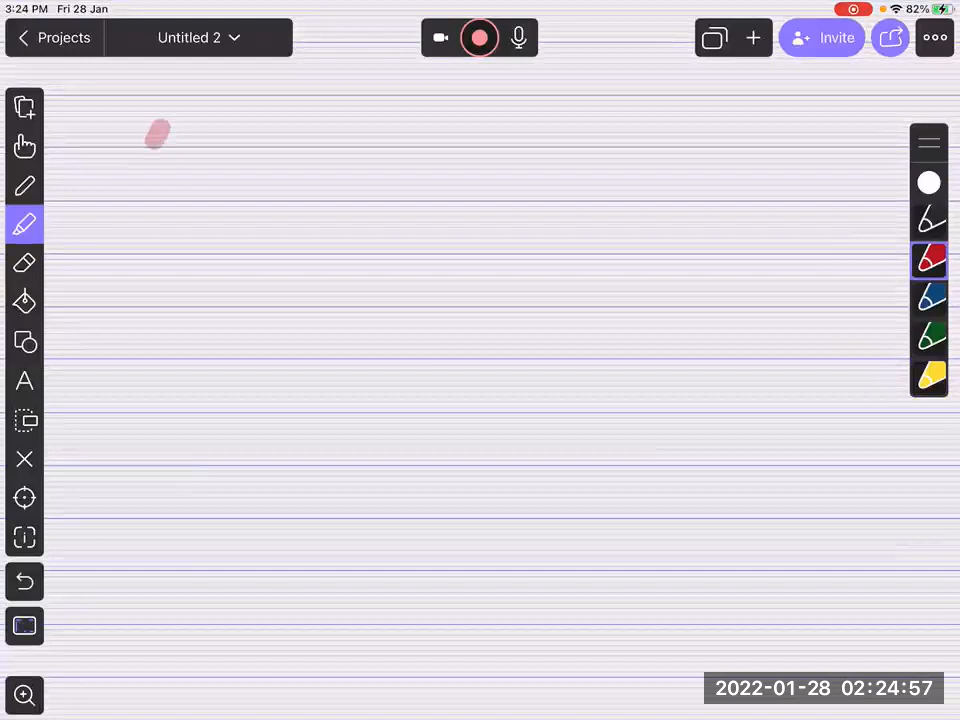 3:24 PM Fri 28 Jan
82%
Projects
Untitled 2
Invite
A
2022-01-28 02:24:57